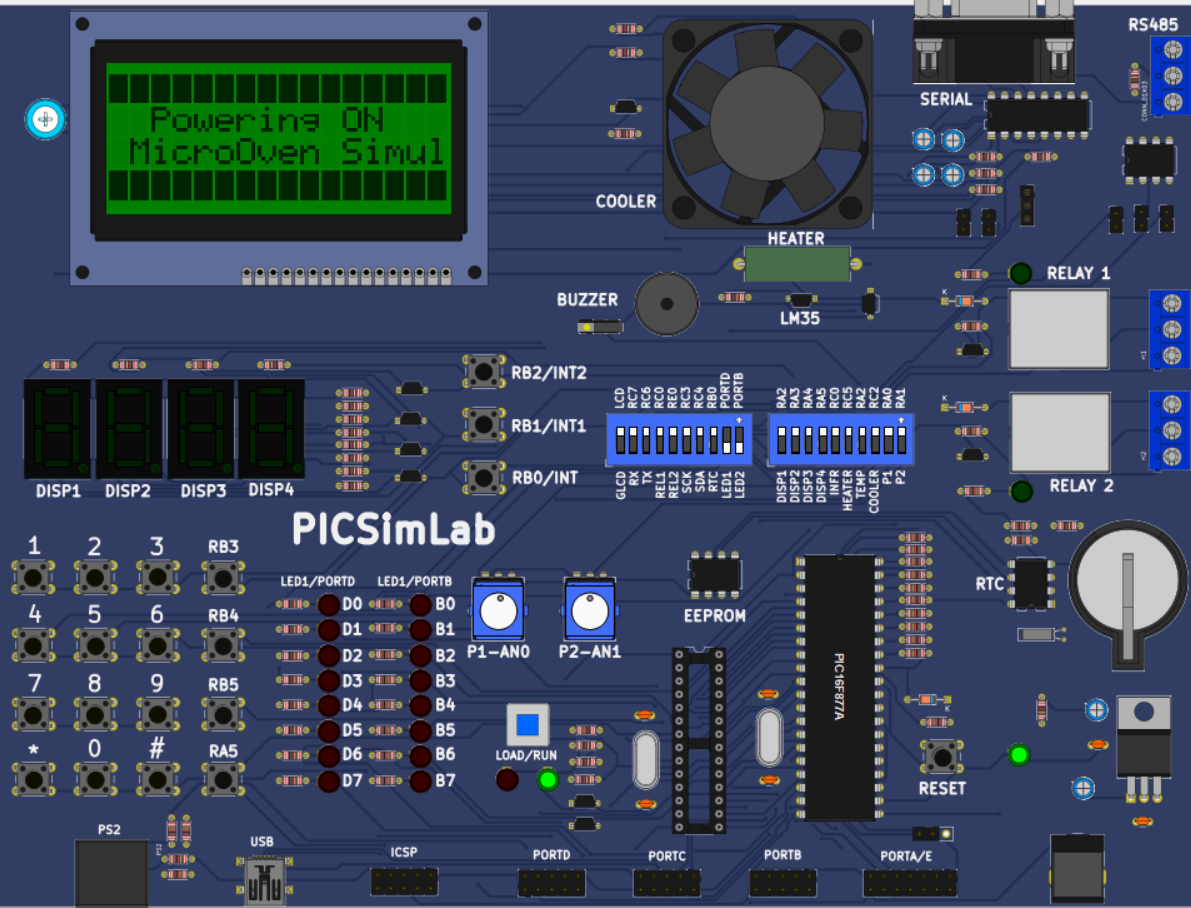 Powering ON
MicroOven Simul
COOLER
HEATER
BUZZER
LM35
SERIAL
RS485
CONN_DIN03
RELAY 1
r1
RELAY 2
r2
K
K
RB2/INT2
RB1/INT1
RB0/INT
DISP1 DISP2 DISP3 DISP4
LCD RC7 RC6 RC0 RE0 RC3 RC4 RB0 PORTD PORTB
GLCD RX TX REL1 REL2 SCK SDA RTC LED1 LED2
RA2 RA3 RA4 RA5 RC0 RC5 RA2 RC2 RA0 RA1
DISP1 DISP2 DISP3 DISP4 INFR HEATER TEMP COOLER P1 P2
PICSimLab
1 2 3 RB3
4 5 6 RB4
7 8 9 RB5
* 0 # RA5
LED1/PORTD LED1/PORTB
D0 B0
D1 B1
D2 B2
D3 B3
D4 B4
D5 B5
D6 B6
D7 B7
P1-AN0 P2-AN1
EEPROM
RTC
PIC16F877A
LOAD/RUN
K
RESET
PS2
PS2
USB
ICSP
PORTD
PORTC
PORTB
PORTA/E